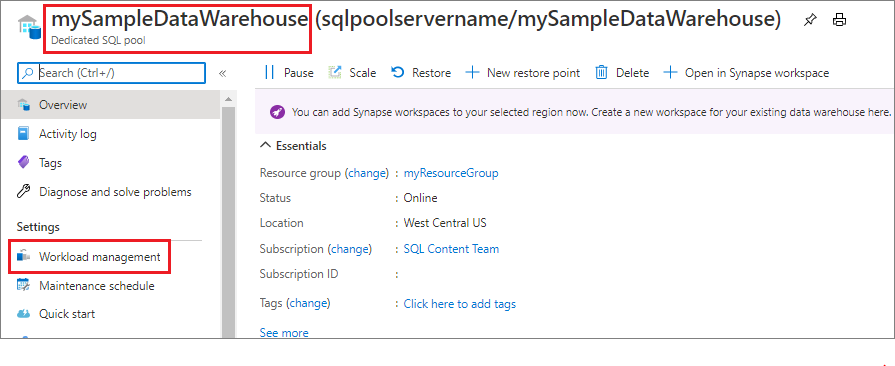 mySampleDataWarehouse (sqlpoolservername/mySampleDataWarehouse)
Dedicated SQL pool
Search (Ctrl+/)
«
Pause
Scale
Restore
New restore point
Delete
Open in Synapse workspace
Overview
Activity log
Tags
Diagnose and solve problems
Settings
Workload management
Maintenance schedule
Quick start
You can add Synapse workspaces to your selected region now. Create a new workspace for your existing data warehouse here.
Essentials
Resource group (change) : myResourceGroup
Status : Online
Location : West Central US
Subscription (change) : SQL Content Team
Subscription ID :
Tags (change) : Click here to add tags
See more
.